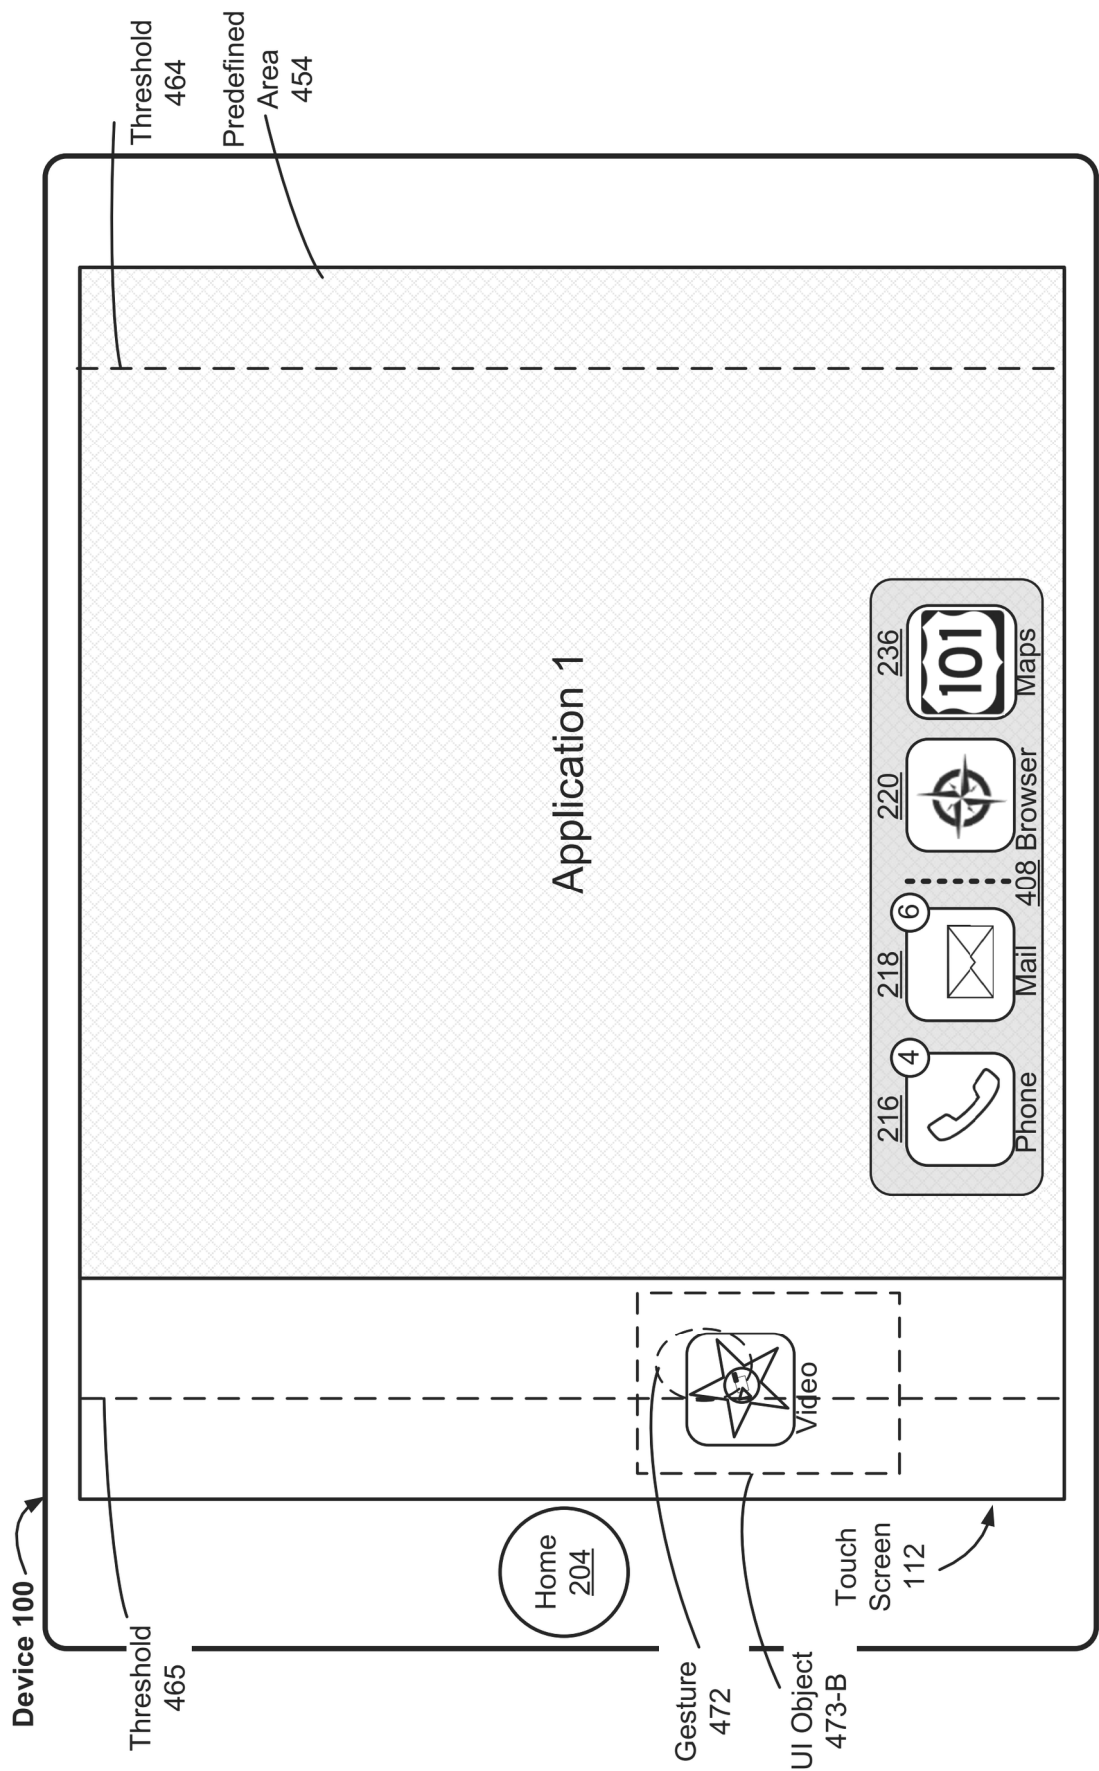 Device 100
Threshold
465
Gesture
472
UI Object
473-B
Home
204
Touch
Screen
112
Video
Application 1
216
4
Phone
218
6
Mail
408
220
Browser
236
101
Maps
Threshold
464
Predefined
Area
454